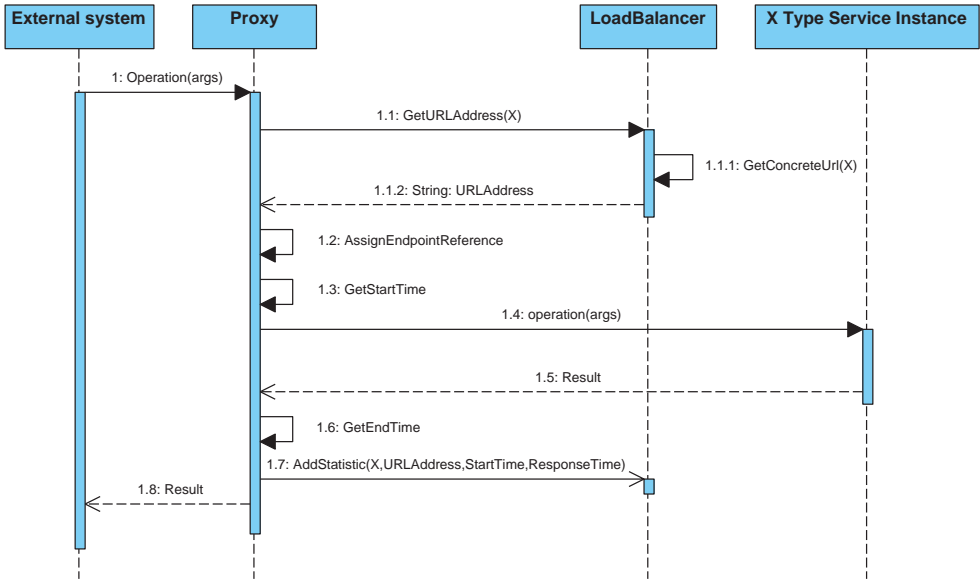 External system
Proxy
LoadBalancer
X Type Service Instance
1: Operation(args)
1.1: GetURLAddress(X)
1.1.1: GetConcreteUrl(X)
1.1.2: String: URLAddress
1.2: AssignEndpointReference
1.3: GetStartTime
1.4: operation(args)
1.5: Result
1.6: GetEndTime
1.7: AddStatistic(X,URLAddress,StartTime,ResponseTime)
1.8: Result